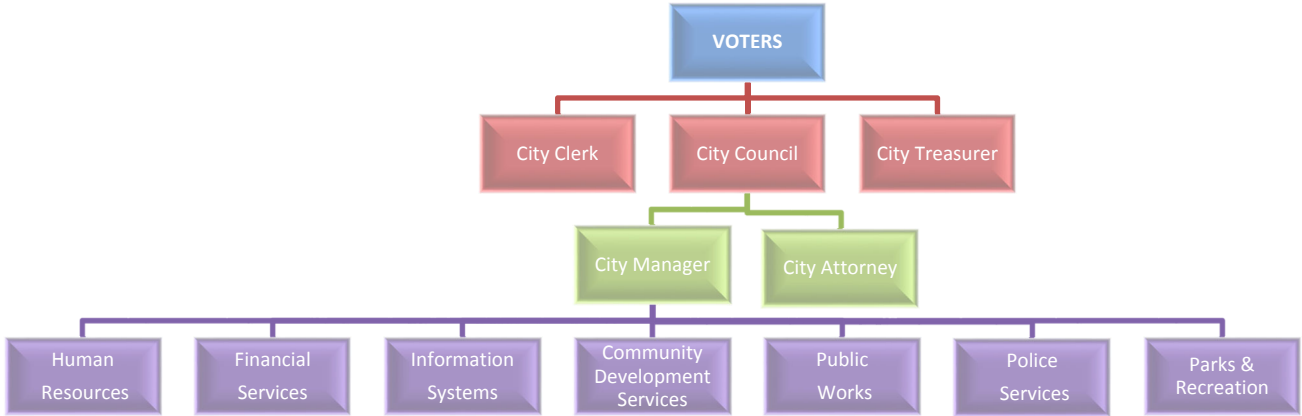 VOTERS
City Clerk
City Council
City Treasurer
City Manager
City Attorney
Human
Resources
Financial
Services
Information
Systems
Community
Development
Services
Public
Works
Police
Services
Parks &
Recreation